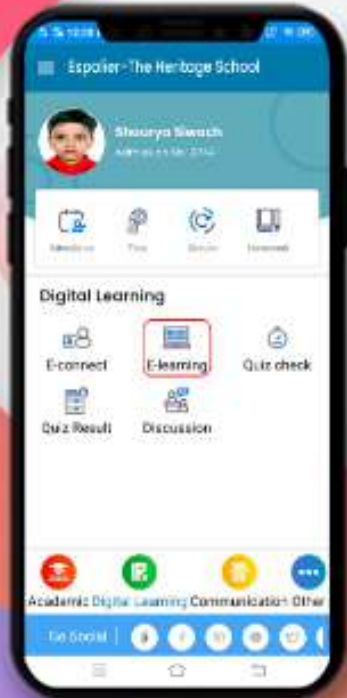 Espalier-The Heritage School
Shourya Siwach
Digital Learning
E-connect E-learning Quiz check
Quiz Result Discussion
Academic Digital Learning Communication Other
Go Social